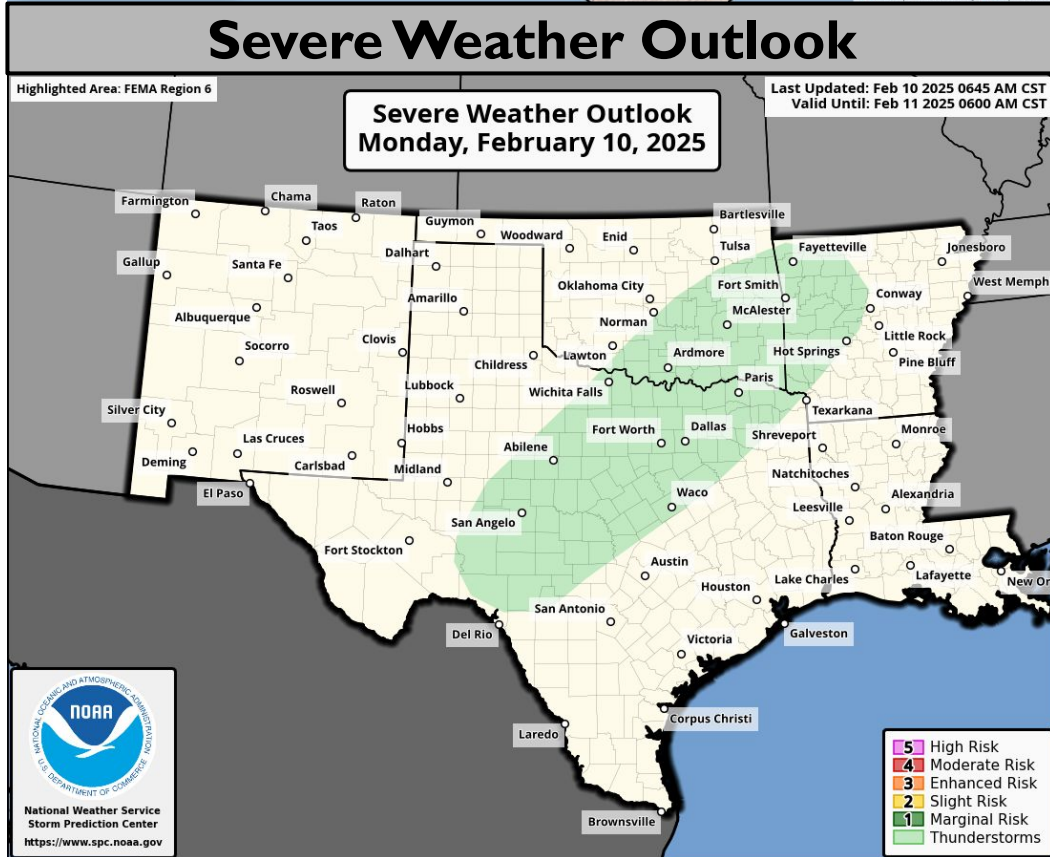 Severe Weather Outlook
Highlighted Area: FEMA Region 6
Last Updated: Feb 10 2025 0645 AM CST
Valid Until: Feb 11 2025 0600 AM CST
Severe Weather Outlook
Monday, February 10, 2025
Farmington
Chama
Raton
Taos
Guymon
Woodward
Enid
Bartlesville
Tulsa
Fayetteville
Jonesboro
Gallup
Santa Fe
Dalhart
Oklahoma City
Fort Smith
West Memph
Albuquerque
Amarillo
Norman
McAlester
Conway
Socorro
Clovis
Childress
Lawton
Ardmore
Hot Springs
Little Rock
Pine Bluff
Roswell
Lubbock
Wichita Falls
Paris
Texarkana
Silver City
Las Cruces
Hobbs
Abilene
Fort Worth
Dallas
Shreveport
Monroe
Deming
Carlsbad
Midland
Natchitoches
El Paso
San Angelo
Waco
Leesville
Alexandria
Fort Stockton
Austin
Baton Rouge
Houston
Lake Charles
Lafayette
New Or
Del Rio
San Antonio
Victoria
Galveston
Laredo
Corpus Christi
Brownsville
NATIONAL OCEANIC AND ATMOSPHERIC ADMINISTRATION
NOAA
U.S. DEPARTMENT OF COMMERCE
National Weather Service
Storm Prediction Center
https://www.spc.noaa.gov
5 High Risk
4 Moderate Risk
3 Enhanced Risk
2 Slight Risk
1 Marginal Risk
Thunderstorms